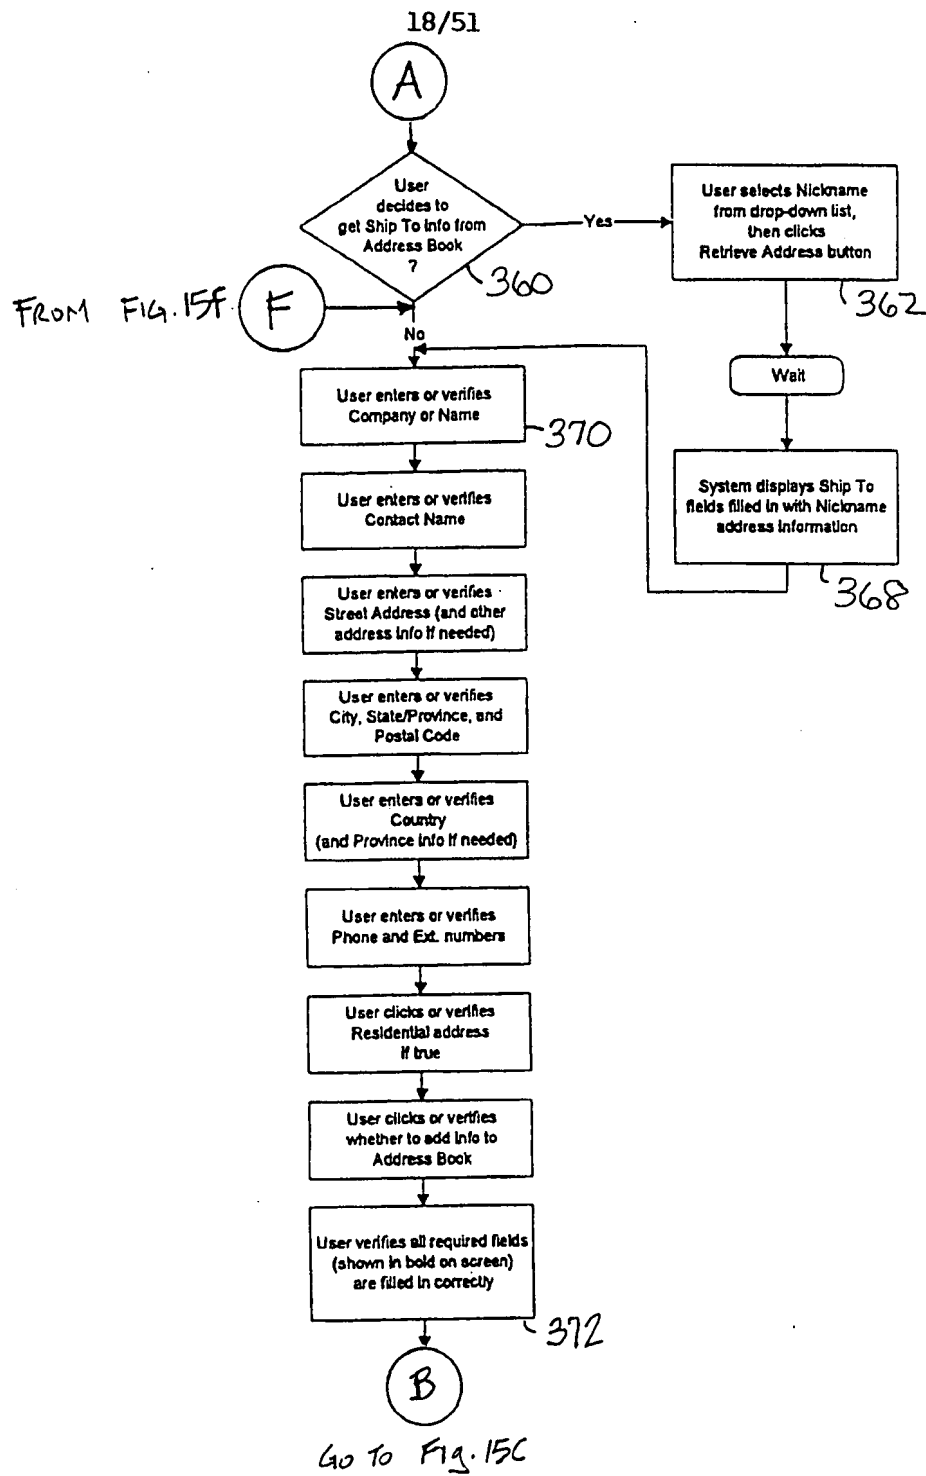 18/51
A
User
decides to
get Ship To Info from
Address Book
?
360
Yes
User selects Nickname
from drop-down list,
then clicks
Retrieve Address button
362
FROM FIG. 15f.
F
No
Wait
User enters or verifies
Company or Name
370
System displays Ship To
fields filled in with Nickname
address information
368
User enters or verifies
Contact Name
User enters or verifies
Street Address (and other
address info if needed)
User enters or verifies
City, State/Province, and
Postal Code
User enters or verifies
Country
(and Province info if needed)
User enters or verifies
Phone and Ext. numbers
User clicks or verifies
Residential address
if true
User clicks or verifies
whether to add info to
Address Book
User verifies all required fields
(shown in bold on screen)
are filled in correctly
372
B
Go To Fig. 15C